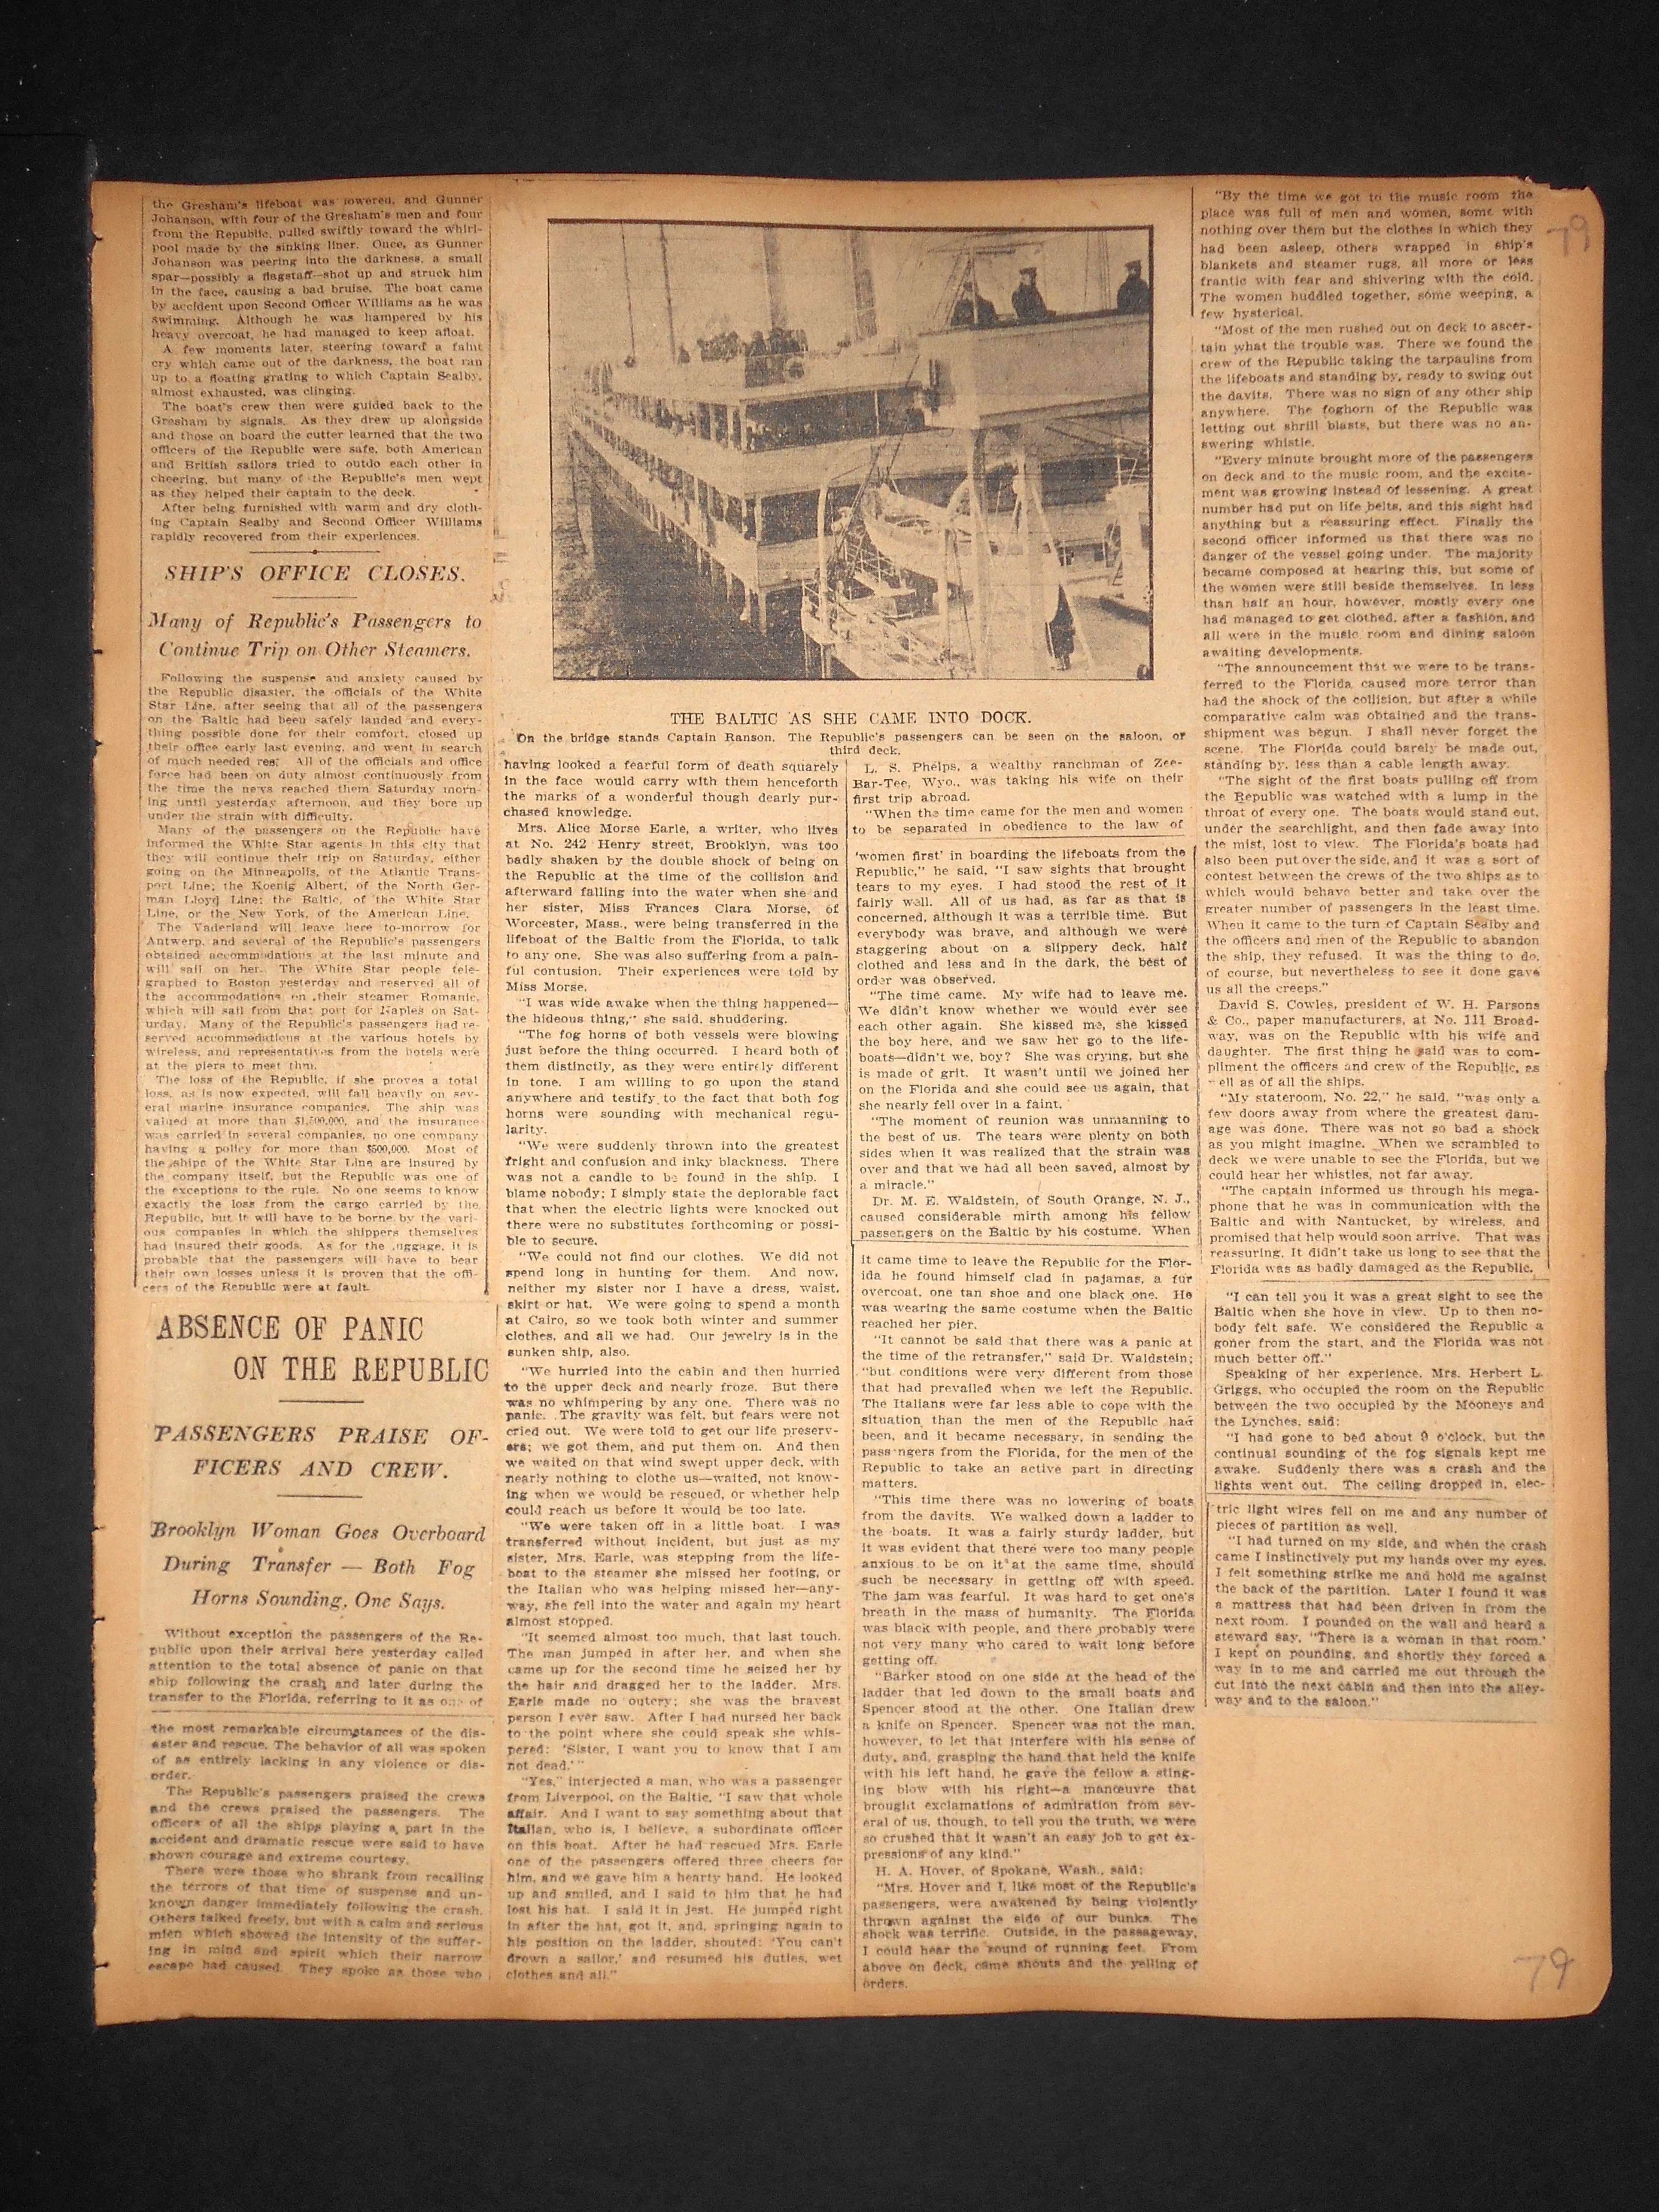 the Gresham's lifeboat was lowered, and Gunner
Johanson, with four of the Gresham's men and four
from the Republic, pulled swiftly toward the whirl-
pool made by the sinking liner. Once, as Gunner
Johanson was peering into the darkness, a small
spar—possibly a flagstaff—shot up and struck him
in the face, causing a bad bruise. The boat came
by accident upon Second Officer Williams as he was
swimming. Although he was hampered by his
heavy overcoat, he had managed to keep afloat.
A few moments later, steering toward a faint
cry which came out of the darkness, the boat ran
up to a floating grating to which Captain Sealby,
almost exhausted, was clinging.
The boat's crew then were guided back to the
Gresham by signals. As they drew up alongside
and those on board the cutter learned that the two
officers of the Republic were safe, both American
and British sailors tried to outdo each other in
cheering, but many of the Republic's men wept
as they helped their captain to the deck.
After being furnished with warm and dry cloth-
ing Captain Sealby and Second Officer Williams
rapidly recovered from their experiences.
SHIP'S OFFICE CLOSES.
Many of Republic's Passengers to
Continue Trip on Other Steamers.
Following the suspense and anxiety caused by
the Republic disaster, the officials of the White
Star Line, after seeing that all of the passengers
on the Baltic had been safely landed and every-
thing possible done for their comfort, closed up
their office early last evening, and went in search
of much needed rest. All of the officials and office
force had been on duty almost continuously from
the time the news reached them Saturday morn-
ing until yesterday afternoon, and they bore up
under the strain with difficulty.
Many of the passengers on the Republic have
informed the White Star agents in this city that
they will continue their trip on Saturday, either
going on the Minneapolis, of the Atlantic Trans-
port Line; the Koenig Albert, of the North Ger-
man Lloyd Line; the Baltic, of the White Star
Line, or the New York, of the American Line.
The Vaderland will leave here to-morrow for
Antwerp, and several of the Republic's passengers
obtained accommodations at the last minute and
will sail on her. The White Star people tele-
graphed to Boston yesterday and reserved all of
the accommodations on their steamer Romanic,
which will sail from that port for Naples on Sat-
urday. Many of the Republic's passengers had re-
served accommodations at the various hotels by
wireless, and representatives from the hotels were
at the piers to meet them.
The loss of the Republic, if she proves a total
loss, as is now expected, will fall heavily on sev-
eral marine insurance companies. The ship was
valued at more than $1,500,000, and the insurance
was carried in several companies, no one company
having a policy for more than $500,000. Most of
the ships of the White Star Line are insured by
the company itself, but the Republic was one of
the exceptions to the rule. No one seems to know
exactly the loss from the cargo carried by the
Republic, but it will have to be borne by the vari-
ous companies in which the shippers themselves
had insured their goods. As for the luggage, it is
probable that the passengers will have to bear
their own losses unless it is proven that the offi-
cers of the Republic were at fault.
ABSENCE OF PANIC
ON THE REPUBLIC
PASSENGERS PRAISE OF-
FICERS AND CREW.
Brooklyn Woman Goes Overboard
During Transfer — Both Fog
Horns Sounding, One Says.
Without exception the passengers of the Re-
public upon their arrival here yesterday called
attention to the total absence of panic on that
ship following the crash and later during the
transfer to the Florida, referring to it as one of
the most remarkable circumstances of the dis-
aster and rescue. The behavior of all was spoken
of as entirely lacking in any violence or dis-
order.
The Republic's passengers praised the crews
and the crews praised the passengers. The
officers of all the ships playing a part in the
accident and dramatic rescue were said to have
shown courage and extreme courtesy.
There were those who shrank from recalling
the terrors of that time of suspense and un-
known danger immediately following the crash.
Others talked freely, but with a calm and serious
mien which showed the intensity of the suffer-
ing in mind and spirit which their narrow
escape had caused. They spoke as those who
THE BALTIC AS SHE CAME INTO DOCK.
On the bridge stands Captain Ranson. The Republic's passengers can be seen on the saloon, or
third deck.
having looked a fearful form of death squarely
in the face would carry with them henceforth
the marks of a wonderful though dearly pur-
chased knowledge.
Mrs. Alice Morse Earle, a writer, who lives
at No. 242 Henry street, Brooklyn, was too
badly shaken by the double shock of being on
the Republic at the time of the collision and
afterward falling into the water when she and
her sister, Miss Frances Clara Morse, of
Worcester, Mass., were being transferred in the
lifeboat of the Baltic from the Florida, to talk
to any one. She was also suffering from a pain-
ful contusion. Their experiences were told by
Miss Morse.
"I was wide awake when the thing happened—
the hideous thing," she said, shuddering.
"The fog horns of both vessels were blowing
just before the thing occurred. I heard both of
them distinctly, as they were entirely different
in tone. I am willing to go upon the stand
anywhere and testify to the fact that both fog
horns were sounding with mechanical regu-
larity.
"We were suddenly thrown into the greatest
fright and confusion and inky blackness. There
was not a candle to be found in the ship. I
blame nobody; I simply state the deplorable fact
that when the electric lights were knocked out
there were no substitutes forthcoming or possi-
ble to secure.
"We could not find our clothes. We did not
spend long in hunting for them. And now,
neither my sister nor I have a dress, waist,
skirt or hat. We were going to spend a month
at Cairo, so we took both winter and summer
clothes, and all we had. Our jewelry is in the
sunken ship, also.
"We hurried into the cabin and then hurried
to the upper deck and nearly froze. But there
was no whimpering by any one. There was no
panic. The gravity was felt, but fears were not
cried out. We were told to get our life preserv-
ers; we got them, and put them on. And then
we waited on that wind swept upper deck, with
nearly nothing to clothe us—waited, not know-
ing when we would be rescued, or whether help
could reach us before it would be too late.
"We were taken off in a little boat. I was
transferred without incident, but just as my
sister, Mrs. Earle, was stepping from the life-
boat to the steamer she missed her footing, or
the Italian who was helping missed her—any-
way, she fell into the water and again my heart
almost stopped.
"It seemed almost too much, that last touch.
The man jumped in after her, and when she
came up for the second time he seized her by
the hair and dragged her to the ladder. Mrs.
Earle made no outcry; she was the bravest
person I ever saw. After I had nursed her back
to the point where she could speak she whis-
pered: 'Sister, I want you to know that I am
not dead.'"
"Yes," interjected a man, who was a passenger
from Liverpool, on the Baltic, "I saw that whole
affair. And I want to say something about that
Italian, who is, I believe, a subordinate officer
on this boat. After he had rescued Mrs. Earle
one of the passengers offered three cheers for
him, and we gave him a hearty hand. He looked
up and smiled, and I said to him that he had
lost his hat. I said it in jest. He jumped right
in after the hat, got it, and, springing again to
his position on the ladder, shouted: 'You can't
drown a sailor,' and resumed his duties, wet
clothes and all."
L. S. Phelps, a wealthy ranchman of Zee-
Bar-Tee, Wyo., was taking his wife on their
first trip abroad.
"When the time came for the men and women
to be separated in obedience to the law of
'women first' in boarding the lifeboats from the
Republic," he said, "I saw sights that brought
tears to my eyes. I had stood the rest of it
fairly well. All of us had, as far as that is
concerned, although it was a terrible time. But
everybody was brave, and although we were
staggering about on a slippery deck, half
clothed and less and in the dark, the best of
order was observed.
"The time came. My wife had to leave me.
We didn't know whether we would ever see
each other again. She kissed me, she kissed
the boy here, and we saw her go to the life-
boats—didn't we, boy? She was crying, but she
is made of grit. It wasn't until we joined her
on the Florida and she could see us again, that
she nearly fell over in a faint.
"The moment of reunion was unmanning to
the best of us. The tears were plenty on both
sides when it was realized that the strain was
over and that we had all been saved, almost by
a miracle."
Dr. M. E. Waldstein, of South Orange, N. J.,
caused considerable mirth among his fellow
passengers on the Baltic by his costume. When
it came time to leave the Republic for the Flor-
ida he found himself clad in pajamas, a fur
overcoat, one tan shoe and one black one. He
was wearing the same costume when the Baltic
reached her pier.
"It cannot be said that there was a panic at
the time of the retransfer," said Dr. Waldstein;
"but conditions were very different from those
that had prevailed when we left the Republic.
The Italians were far less able to cope with the
situation than the men of the Republic had
been, and it became necessary, in sending the
passengers from the Florida, for the men of the
Republic to take an active part in directing
matters.
"This time there was no lowering of boats
from the davits. We walked down a ladder to
the boats. It was a fairly sturdy ladder, but
it was evident that there were too many people
anxious to be on it at the same time, should
such be necessary in getting off with speed.
The jam was fearful. It was hard to get one's
breath in the mass of humanity. The Florida
was black with people, and there probably were
not very many who cared to wait long before
getting off.
"Barker stood on one side at the head of the
ladder that led down to the small boats and
Spencer stood at the other. One Italian drew
a knife on Spencer. Spencer was not the man,
however, to let that interfere with his sense of
duty, and, grasping the hand that held the knife
with his left hand, he gave the fellow a sting-
ing blow with his right—a manœuvre that
brought exclamations of admiration from sev-
eral of us, though, to tell you the truth, we were
so crushed that it wasn't an easy job to get ex-
pressions of any kind."
H. A. Hover, of Spokane, Wash., said:
"Mrs. Hover and I, like most of the Republic's
passengers, were awakened by being violently
thrown against the side of our bunks. The
shock was terrific. Outside, in the passageway,
I could hear the sound of running feet. From
above on deck, came shouts and the yelling of
orders.
"By the time we got to the music room the
place was full of men and women, some with
nothing over them but the clothes in which they
had been asleep, others wrapped in ship's
blankets and steamer rugs, all more or less
frantic with fear and shivering with the cold.
The women huddled together, some weeping, a
few hysterical.
"Most of the men rushed out on deck to ascer-
tain what the trouble was. There we found the
crew of the Republic taking the tarpaulins from
the lifeboats and standing by, ready to swing out
the davits. There was no sign of any other ship
anywhere. The foghorn of the Republic was
letting out shrill blasts, but there was no an-
swering whistle.
"Every minute brought more of the passengers
on deck and to the music room, and the excite-
ment was growing instead of lessening. A great
number had put on life belts, and this sight had
anything but a reassuring effect. Finally the
second officer informed us that there was no
danger of the vessel going under. The majority
became composed at hearing this, but some of
the women were still beside themselves. In less
than half an hour, however, mostly every one
had managed to get clothed, after a fashion, and
all were in the music room and dining saloon
awaiting developments.
"The announcement that we were to be trans-
ferred to the Florida caused more terror than
had the shock of the collision, but after a while
comparative calm was obtained and the trans-
shipment was begun. I shall never forget the
scene. The Florida could barely be made out,
standing by, less than a cable length away.
"The sight of the first boats pulling off from
the Republic was watched with a lump in the
throat of every one. The boats would stand out,
under the searchlight, and then fade away into
the mist, lost to view. The Florida's boats had
also been put over the side, and it was a sort of
contest between the crews of the two ships as to
which would behave better and take over the
greater number of passengers in the least time.
When it came to the turn of Captain Sealby and
the officers and men of the Republic to abandon
the ship, they refused. It was the thing to do,
of course, but nevertheless to see it done gave
us all the creeps."
David S. Cowles, president of W. H. Parsons
& Co., paper manufacturers, at No. 111 Broad-
way, was on the Republic with his wife and
daughter. The first thing he said was to com-
pliment the officers and crew of the Republic, as
well as of all the ships.
"My stateroom, No. 22," he said, "was only a
few doors away from where the greatest dam-
age was done. There was not so bad a shock
as you might imagine. When we scrambled to
deck we were unable to see the Florida, but we
could hear her whistles, not far away.
"The captain informed us through his mega-
phone that he was in communication with the
Baltic and with Nantucket, by wireless, and
promised that help would soon arrive. That was
reassuring. It didn't take us long to see that the
Florida was as badly damaged as the Republic.
"I can tell you it was a great sight to see the
Baltic when she hove in view. Up to then no-
body felt safe. We considered the Republic a
goner from the start, and the Florida was not
much better off."
Speaking of her experience, Mrs. Herbert L.
Griggs, who occupied the room on the Republic
between the two occupied by the Mooneys and
the Lynches, said:
"I had gone to bed about 9 o'clock, but the
continual sounding of the fog signals kept me
awake. Suddenly there was a crash and the
lights went out. The ceiling dropped in, elec-
tric light wires fell on me and any number of
pieces of partition as well.
"I had turned on my side, and when the crash
came I instinctively put my hands over my eyes.
I felt something strike me and hold me against
the back of the partition. Later I found it was
a mattress that had been driven in from the
next room. I pounded on the wall and heard a
steward say, 'There is a woman in that room.'
I kept on pounding, and shortly they forced a
way in to me and carried me out through the
cut into the next cabin and then into the alley-
way and to the saloon."
79
79